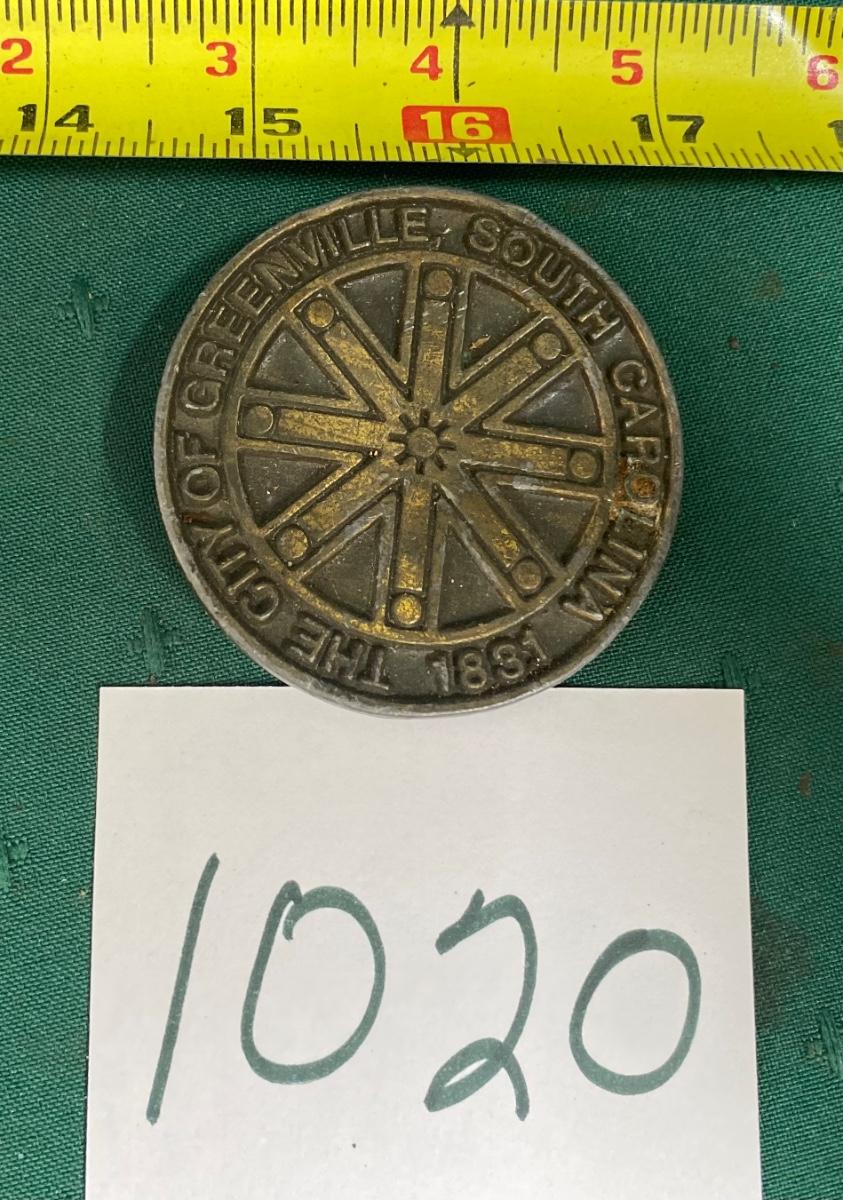 2 3 4 5 6
14 15 16 17
THE CITY OF GREENVILLE, SOUTH CAROLINA
1831
1020